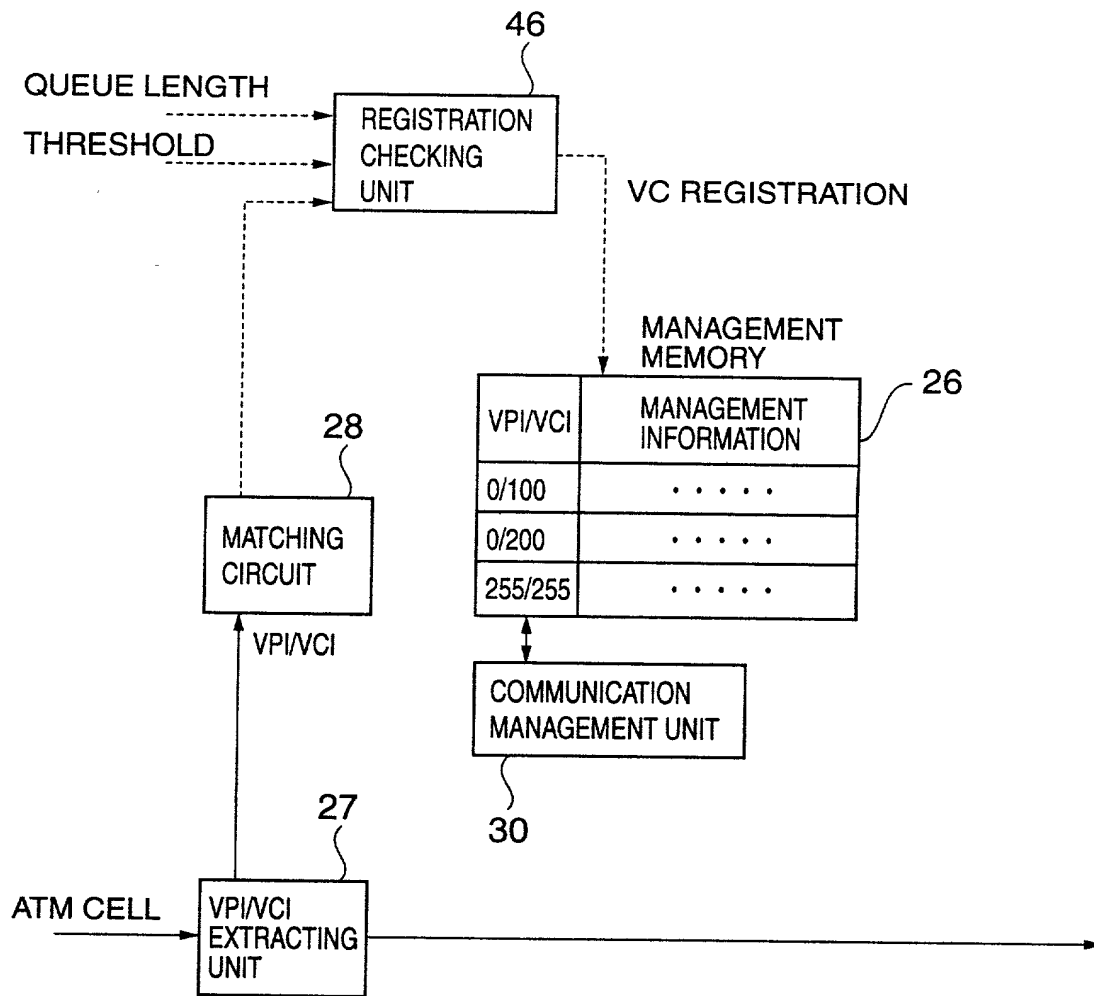 46
QUEUE LENGTH
THRESHOLD
REGISTRATION
CHECKING
UNIT
VC REGISTRATION
MANAGEMENT
MEMORY
26
VPI/VCI
MANAGEMENT
INFORMATION
0/100
• • • • •
0/200
• • • • •
255/255
• • • • •
28
MATCHING
CIRCUIT
VPI/VCI
COMMUNICATION
MANAGEMENT UNIT
30
27
ATM CELL
VPI/VCI
EXTRACTING
UNIT